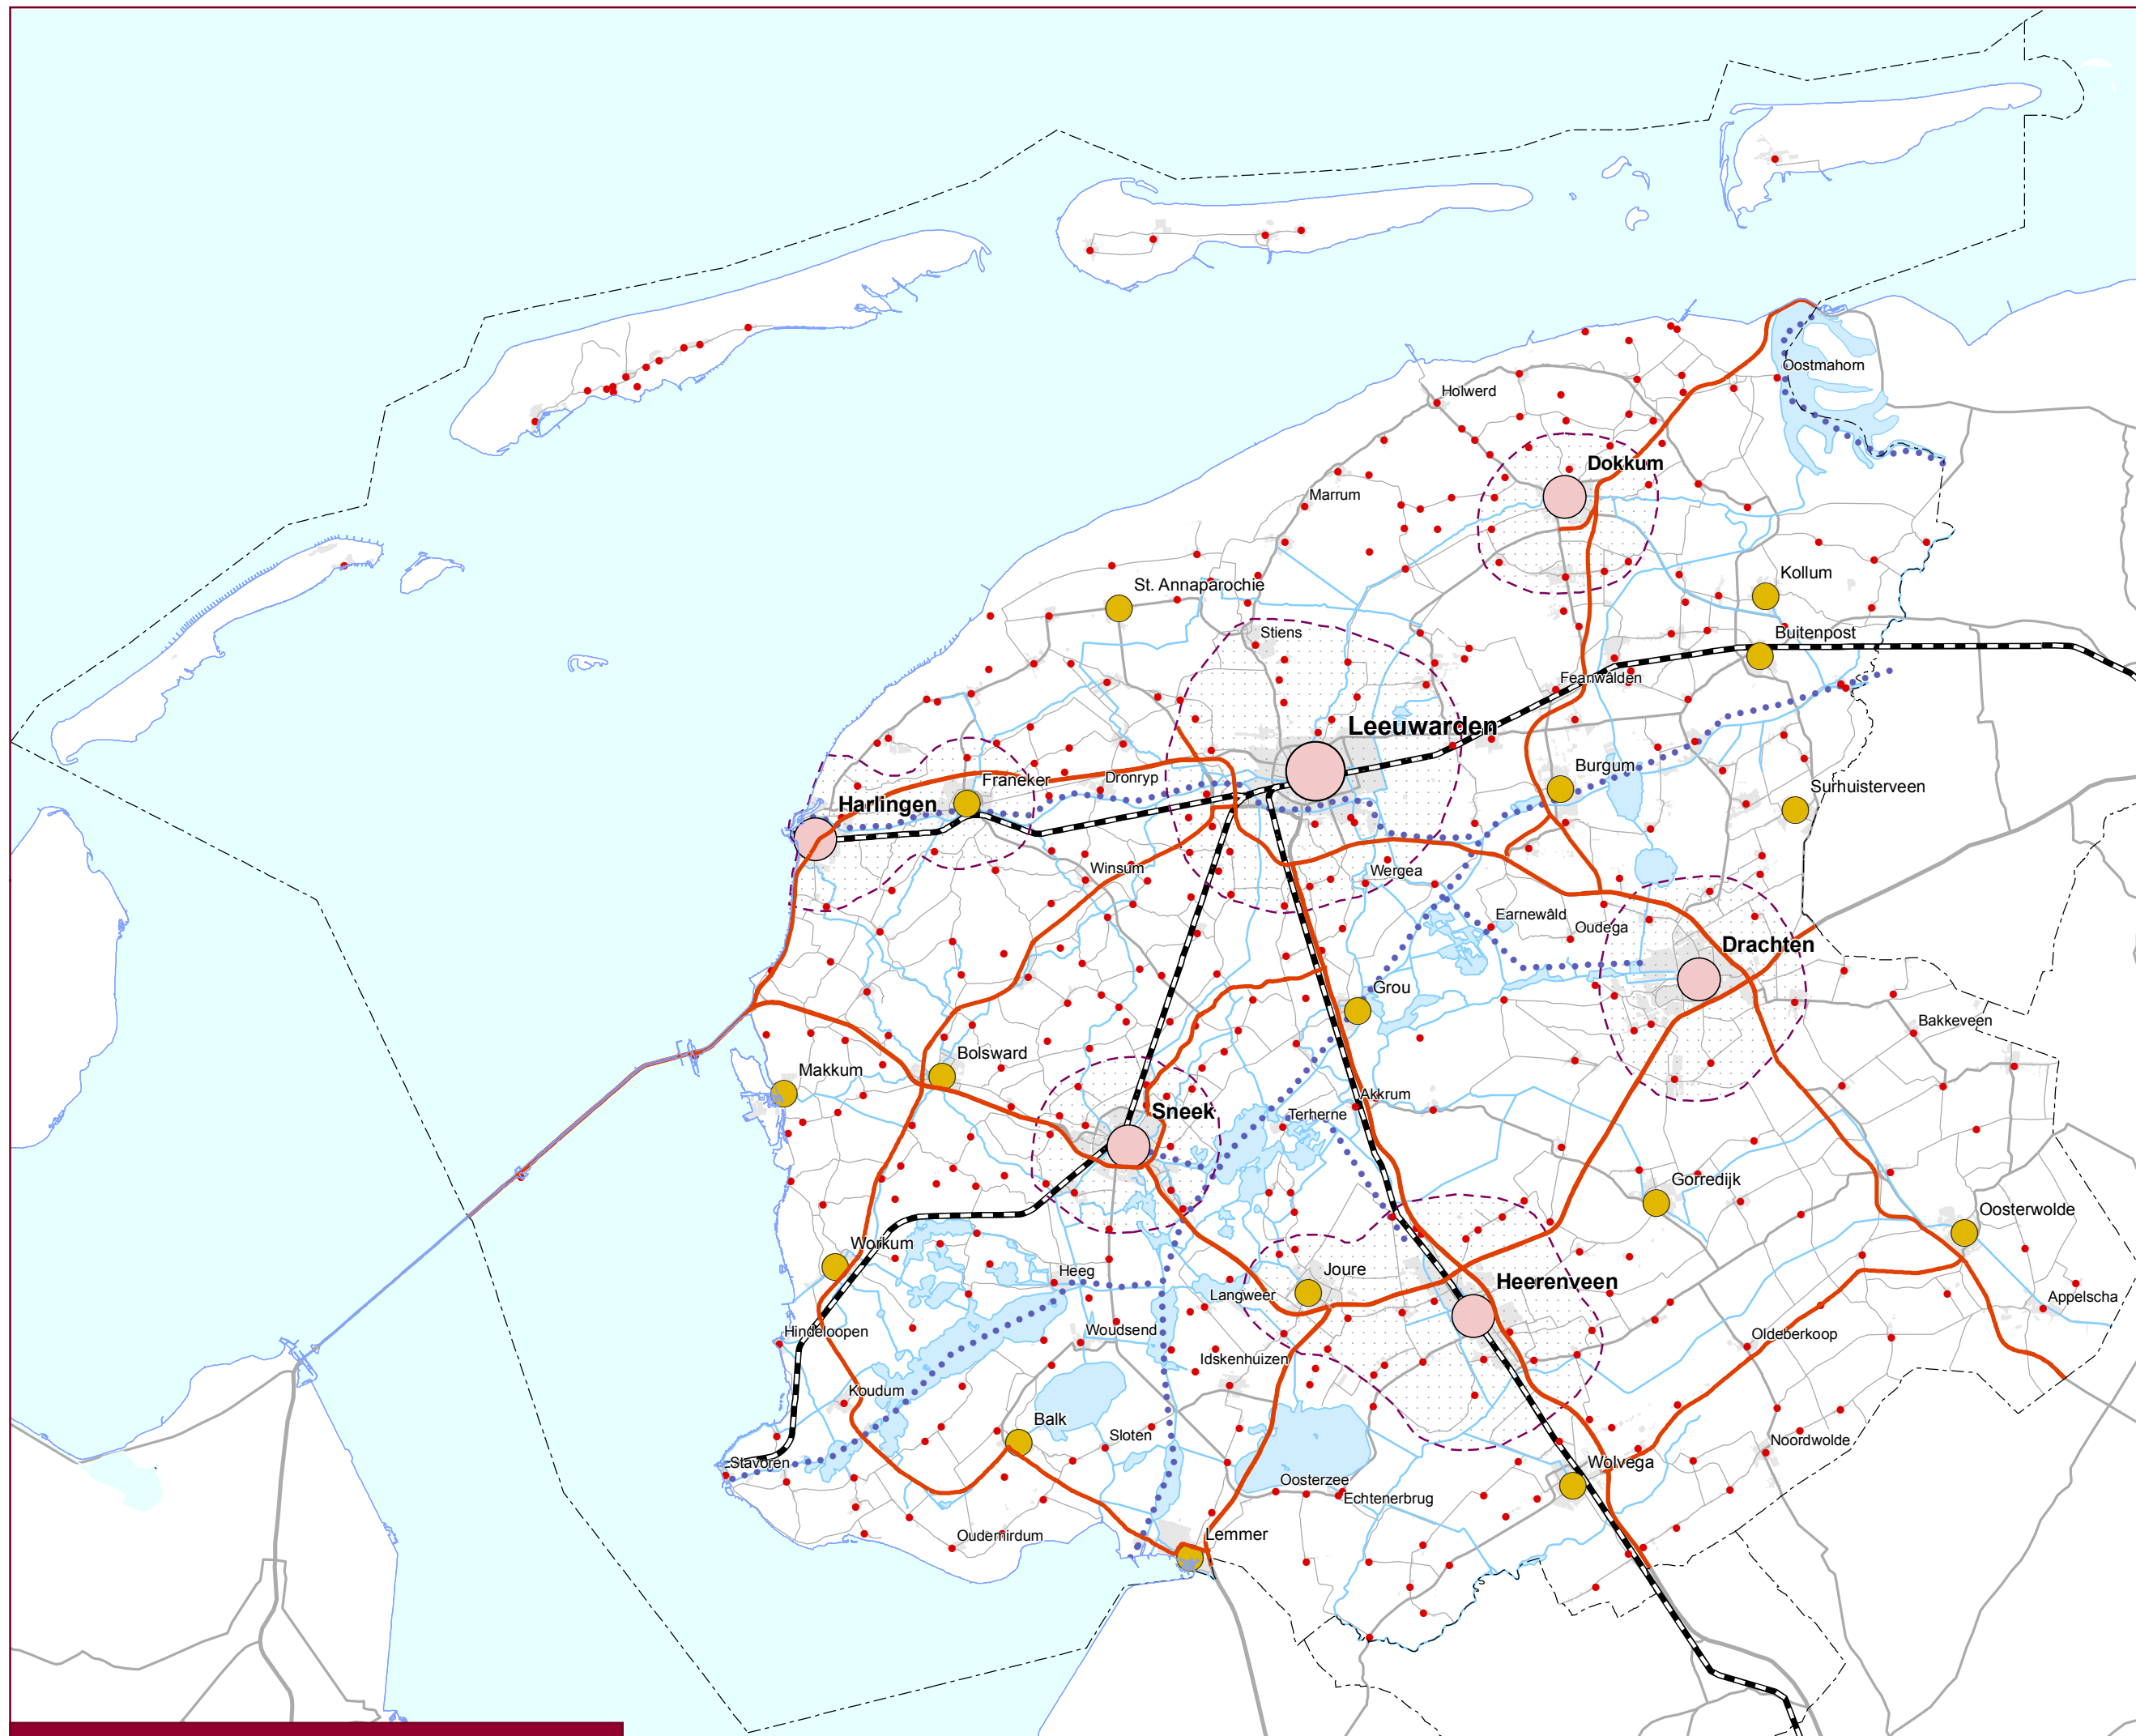 Oostmahorn
Holwerd
Dokkum
Marrum
Kollum
St. Annaparochie
Stiens
Buitenpost
Feanwâlden
Leeuwarden
Burgum
Dronryp
Franeker
Surhuisterveen
Harlingen
Winsum
Wergea
Earnewâld
Oudega
Drachten
Grou
Bakkeveen
Bolsward
Makkum
Akkrum
Sneek
Terherne
Gorredijk
Oosterwolde
Workum
Heeg
Joure
Heerenveen
Langweer
Appelscha
Hindeloopen
Woudsend
Oldeberkoop
Idskenhuizen
Koudum
Balk
Sloten
Noordwolde
Stavoren
Wolvega
Oosterzee
Echtenerbrug
Lemmer
Oudemirdum